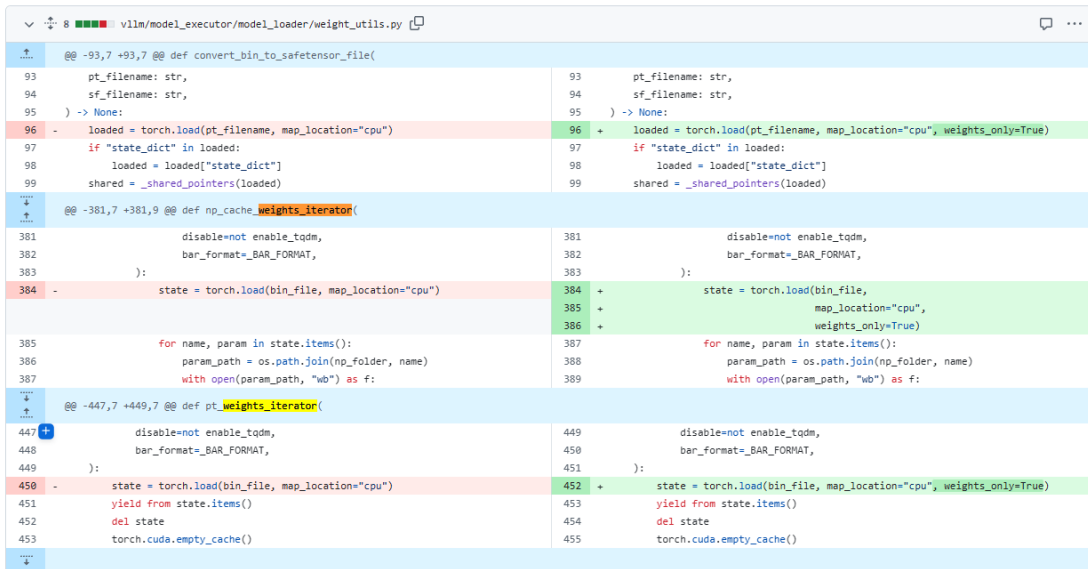 8 vllm/model_executor/model_loader/weight_utils.py
@@ -93,7 +93,7 @@ def convert_bin_to_safetensor_file(
93 pt_filename: str, 93 pt_filename: str,
94 sf_filename: str, 94 sf_filename: str,
95 ) -> None: 95 ) -> None:
96 - loaded = torch.load(pt_filename, map_location="cpu") 96 + loaded = torch.load(pt_filename, map_location="cpu", weights_only=True)
97 if "state_dict" in loaded: 97 if "state_dict" in loaded:
98 loaded = loaded["state_dict"] 98 loaded = loaded["state_dict"]
99 shared = _shared_pointers(loaded) 99 shared = _shared_pointers(loaded)
@@ -381,7 +381,9 @@ def np_cache_weights_iterator(
381 disable=not enable_tqdm, 381 disable=not enable_tqdm,
382 bar_format=_BAR_FORMAT, 382 bar_format=_BAR_FORMAT,
383 ): 383 ):
384 - state = torch.load(bin_file, map_location="cpu") 384 + state = torch.load(bin_file,
385 + map_location="cpu",
386 + weights_only=True)
385 for name, param in state.items(): 387 for name, param in state.items():
386 param_path = os.path.join(np_folder, name) 388 param_path = os.path.join(np_folder, name)
387 with open(param_path, "wb") as f: 389 with open(param_path, "wb") as f:
@@ -447,7 +449,7 @@ def pt_weights_iterator(
447 + disable=not enable_tqdm, 449 disable=not enable_tqdm,
448 bar_format=_BAR_FORMAT, 450 bar_format=_BAR_FORMAT,
449 ): 451 ):
450 - state = torch.load(bin_file, map_location="cpu") 452 + state = torch.load(bin_file, map_location="cpu", weights_only=True)
451 yield from state.items() 453 yield from state.items()
452 del state 454 del state
453 torch.cuda.empty_cache() 455 torch.cuda.empty_cache()